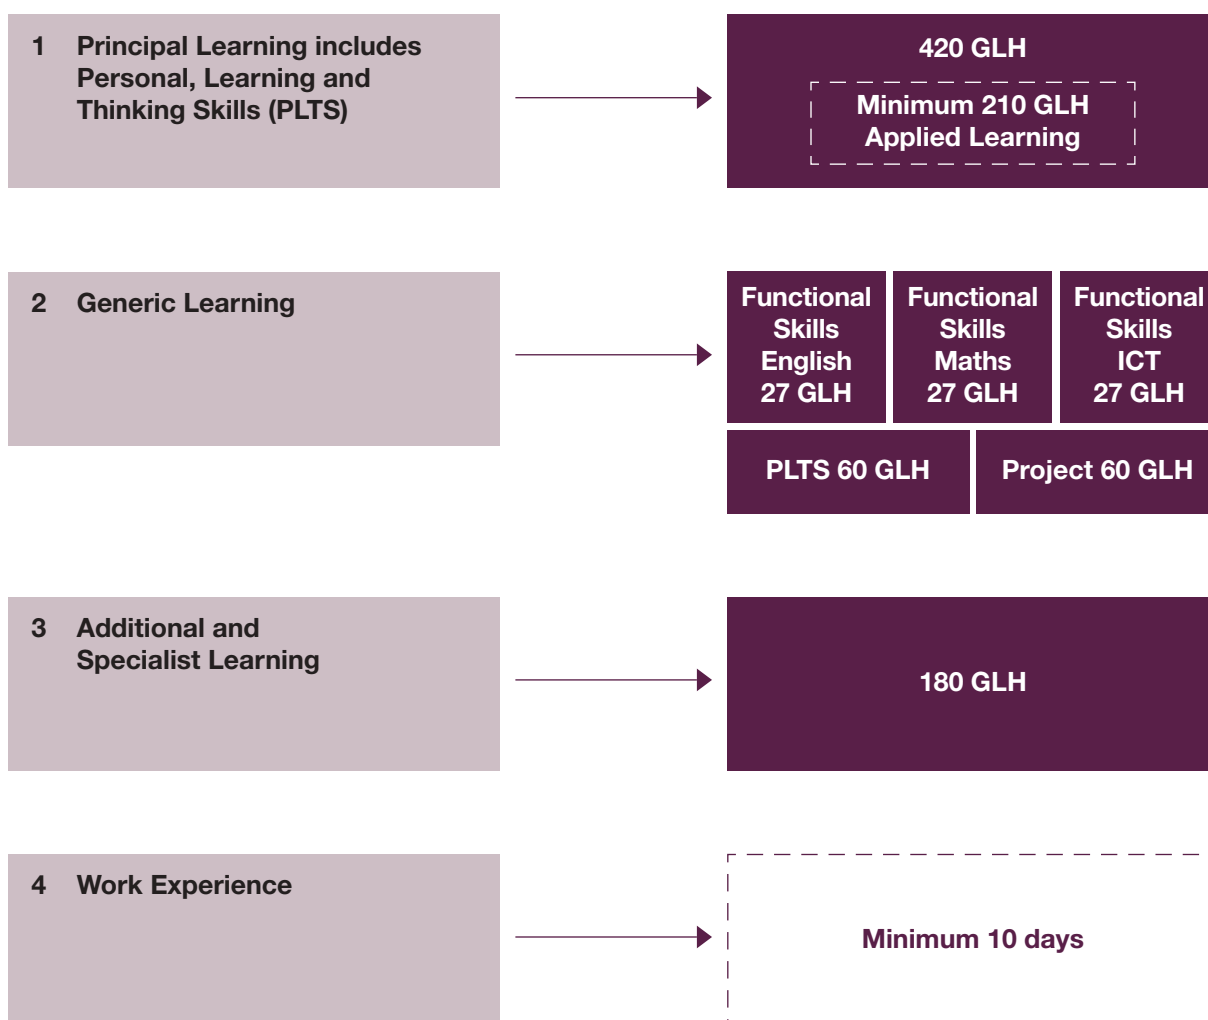 1 Principal Learning includes
Personal, Learning and
Thinking Skills (PLTS)
420 GLH
Minimum 210 GLH
Applied Learning
2 Generic Learning
Functional
Skills
English
27 GLH
Functional
Skills
Maths
27 GLH
Functional
Skills
ICT
27 GLH
PLTS 60 GLH
Project 60 GLH
3 Additional and
Specialist Learning
180 GLH
4 Work Experience
Minimum 10 days